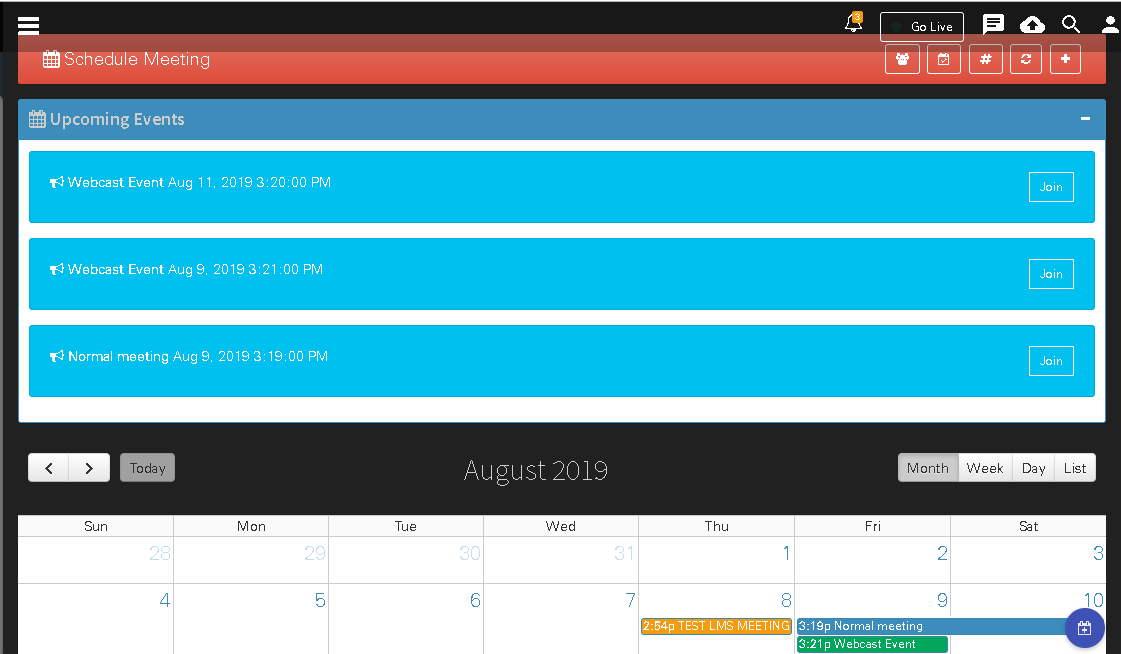 3
Go Live
Schedule Meeting
Upcoming Events
Webcast Event Aug 11, 2019 3:20:00 PM
Join
Webcast Event Aug 9, 2019 3:21:00 PM
Join
Normal meeting Aug 9, 2019 3:19:00 PM
Join
Today
August 2019
Month Week Day List
Sun Mon Tue Wed Thu Fri Sat
28 29 30 31 1 2 3
4 5 6 7 8 9 10
2:54p TEST LMS MEETING 3:19p Normal meeting
3:21p Webcast Event